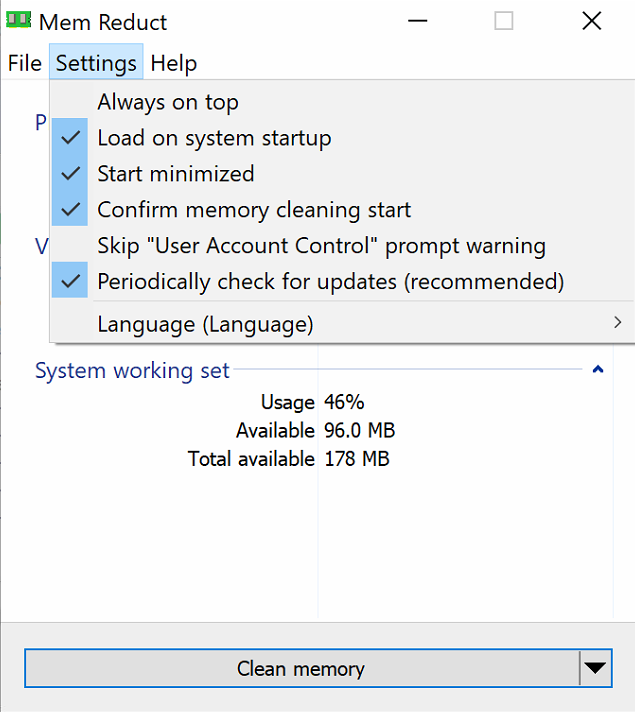 Mem Reduct
File Settings Help
Always on top
P
Load on system startup
Start minimized
Confirm memory cleaning start
V
Skip "User Account Control" prompt warning
Periodically check for updates (recommended)
Language (Language)
System working set
Usage 46%
Available 96.0 MB
Total available 178 MB
Clean memory